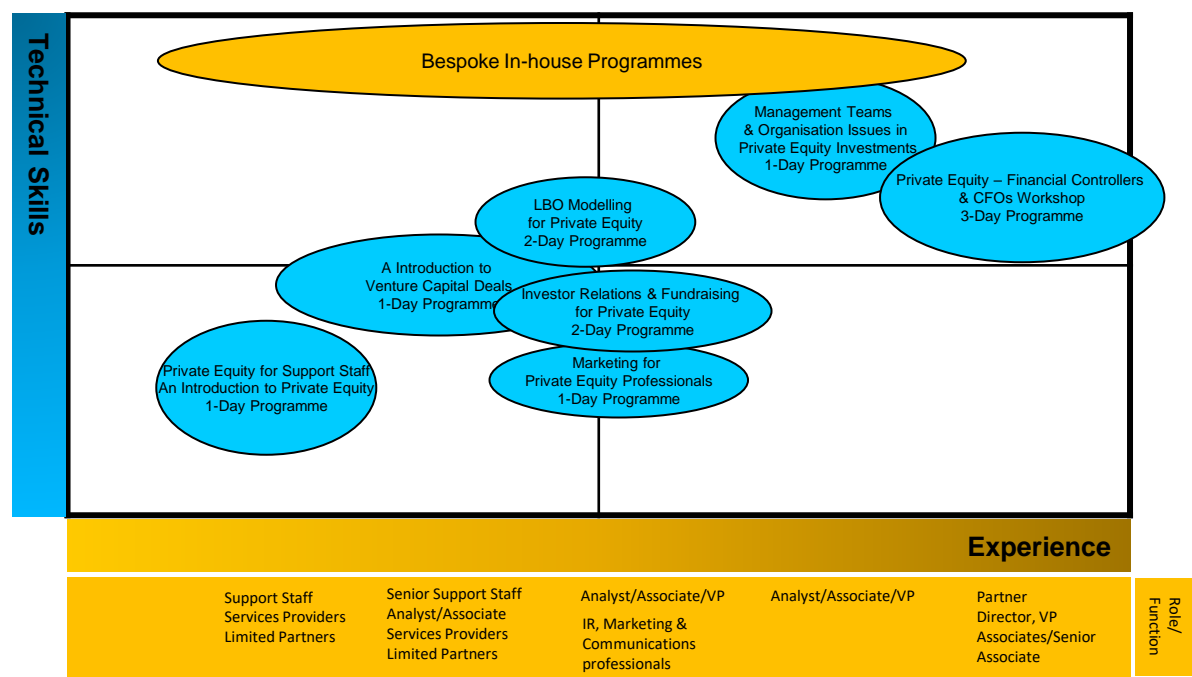 Technical Skills
Bespoke In-house Programmes
Management Teams
& Organisation Issues in
Private Equity Investments
1-Day Programme
Private Equity – Financial Controllers
& CFOs Workshop
3-Day Programme
LBO Modelling
for Private Equity
2-Day Programme
A Introduction to
Venture Capital Deals
1-Day Programme
Investor Relations & Fundraising
for Private Equity
2-Day Programme
Marketing for
Private Equity Professionals
1-Day Programme
Private Equity for Support Staff
An Introduction to Private Equity
1-Day Programme
Experience
Support Staff
Services Providers
Limited Partners
Senior Support Staff
Analyst/Associate
Services Providers
Limited Partners
Analyst/Associate/VP
IR, Marketing &
Communications
professionals
Analyst/Associate/VP
Partner
Director, VP
Associates/Senior
Associate
Role/
Function